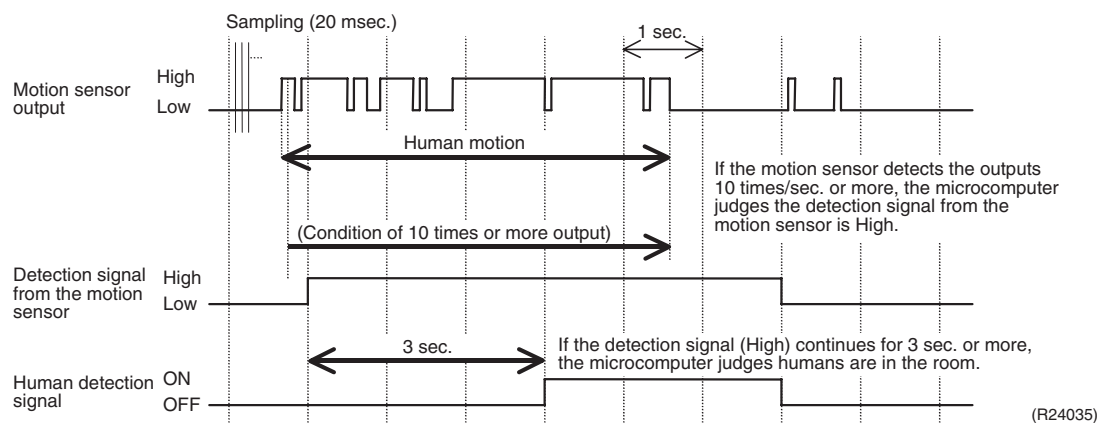 Sampling (20 msec.)
....
1 sec.
Motion sensor
output
High
Low
Human motion
If the motion sensor detects the outputs
10 times/sec. or more, the microcomputer
judges the detection signal from the
motion sensor is High.
(Condition of 10 times or more output)
Detection signal
from the motion
sensor
High
Low
3 sec.
If the detection signal (High) continues for 3 sec. or more,
the microcomputer judges humans are in the room.
Human detection
signal
ON
OFF
(R24035)